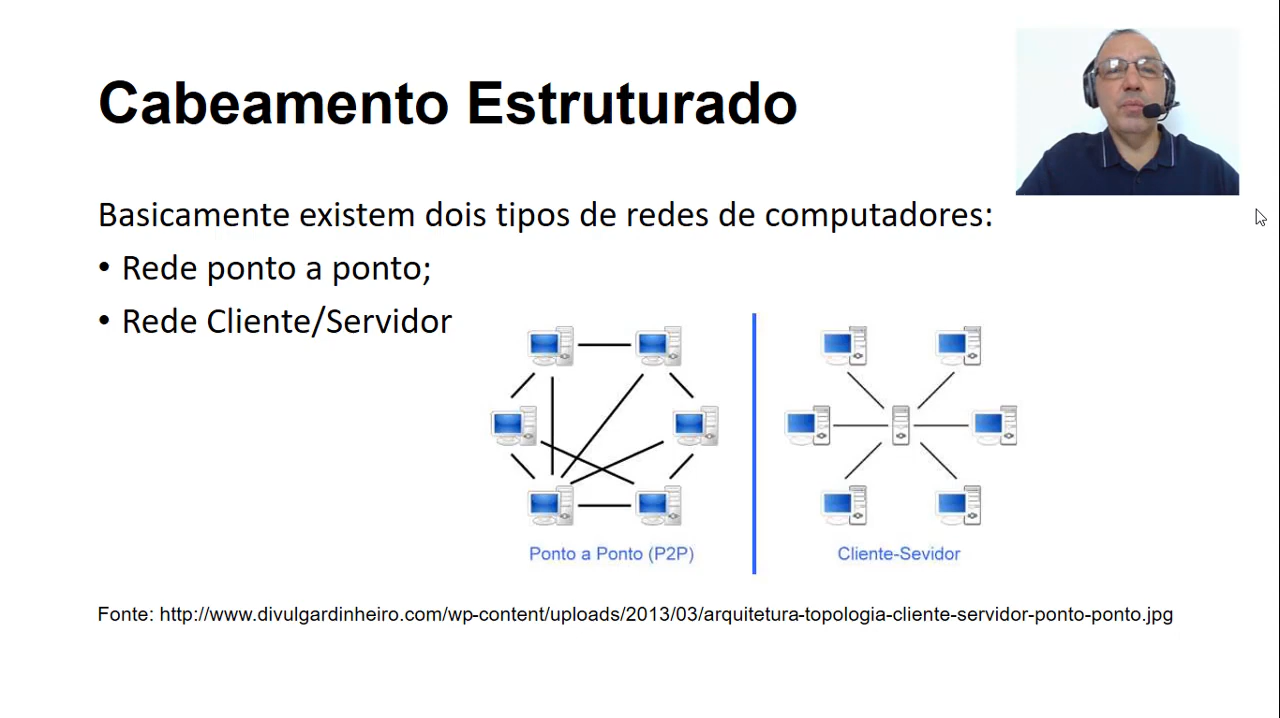 Cabeamento Estruturado
Basicamente existem dois tipos de redes de computadores:
• Rede ponto a ponto;
• Rede Cliente/Servidor
Ponto a Ponto (P2P)
Cliente-Sevidor
Fonte: http://www.divulgardinheiro.com/wp-content/uploads/2013/03/arquitetura-topologia-cliente-servidor-ponto-ponto.jpg